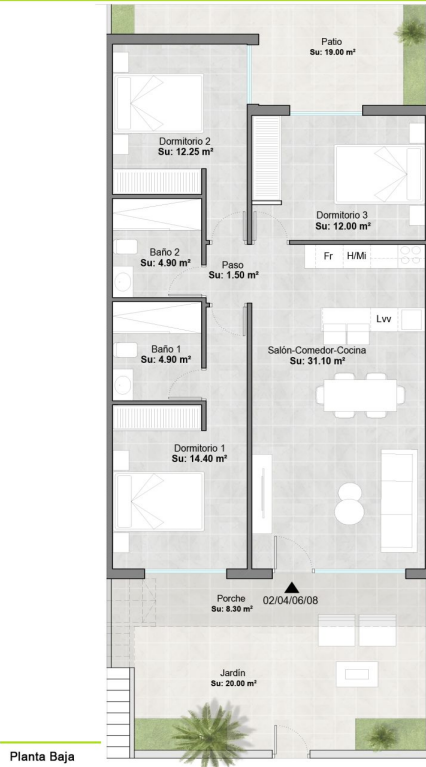 Patio
Su: 19.00 m²
Dormitorio 2
Su: 12.25 m²
Dormitorio 3
Su: 12.00 m²
Baño 2
Su: 4.90 m²
Paso
Su: 1.50 m²
Fr H/Mi
Lvv
Baño 1
Su: 4.90 m²
Salón-Comedor-Cocina
Su: 31.10 m²
Dormitorio 1
Su: 14.40 m²
Porche
Su: 8.30 m²
02/04/06/08
Jardín
Su: 20.00 m²
Planta Baja